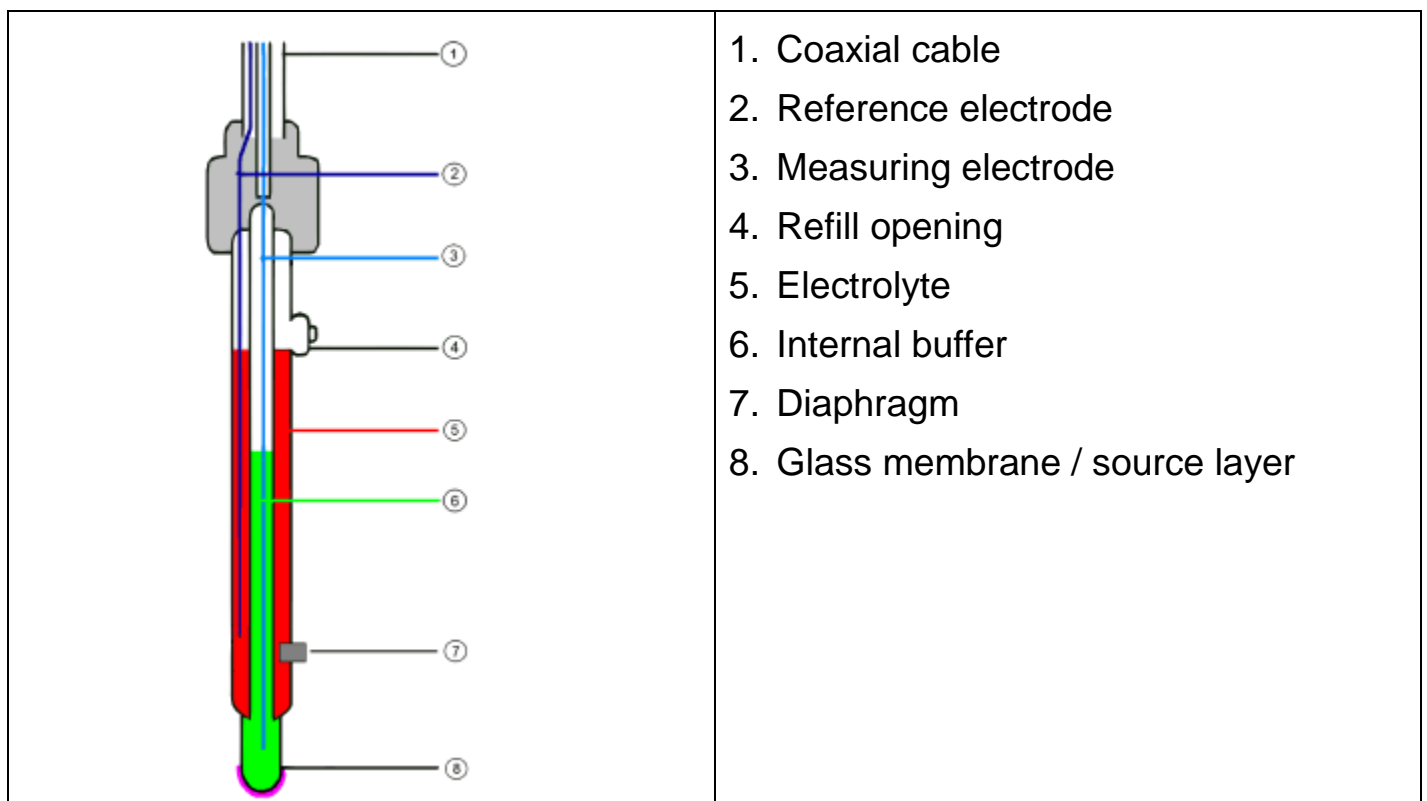 1
2
3
4
5
6
7
8
1. Coaxial cable
2. Reference electrode
3. Measuring electrode
4. Refill opening
5. Electrolyte
6. Internal buffer
7. Diaphragm
8. Glass membrane / source layer